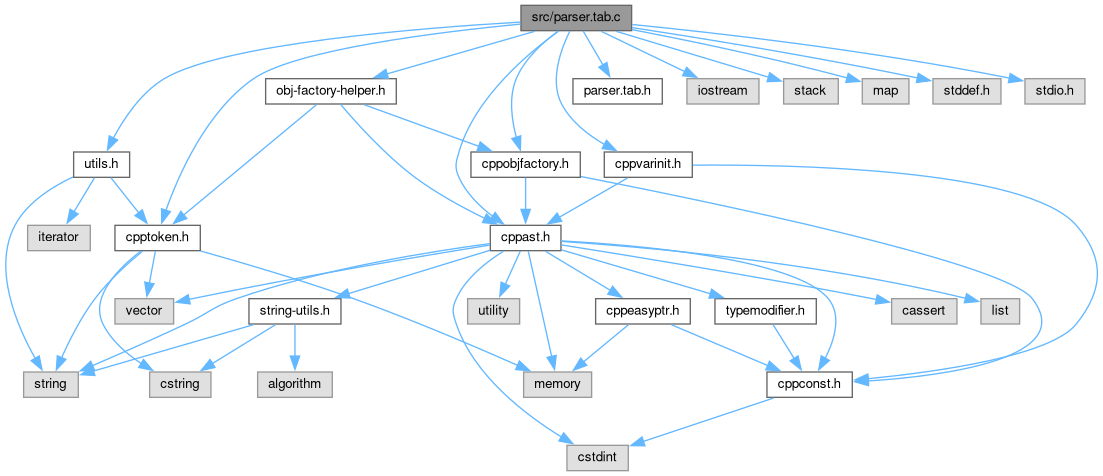 src/parser.tab.c
obj-factory-helper.h
parser.tab.h
iostream
stack
map
stddef.h
stdio.h
utils.h
cppobjfactory.h
cppvarinit.h
iterator
cpptoken.h
cppast.h
vector
string-utils.h
utility
cppeasyptr.h
typemodifier.h
cassert
list
string
cstring
algorithm
memory
cppconst.h
cstdint